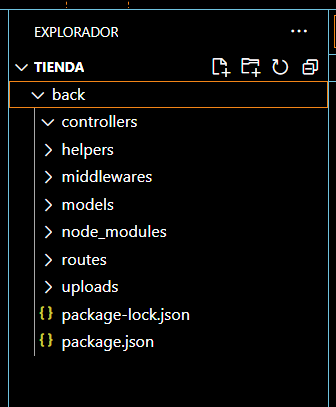 EXPLORADOR
TIENDA
back
controllers
helpers
middlewares
models
node_modules
routes
uploads
{} package-lock.json
{} package.json